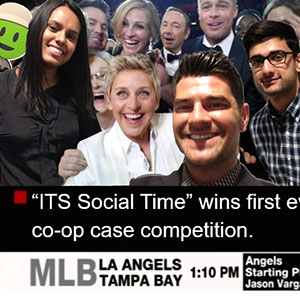 “ITS Social Time” wins first
co-op case competition.
MLB
LA ANGELS
TAMPA BAY
1:10 PM
Angels
Starting
Jason